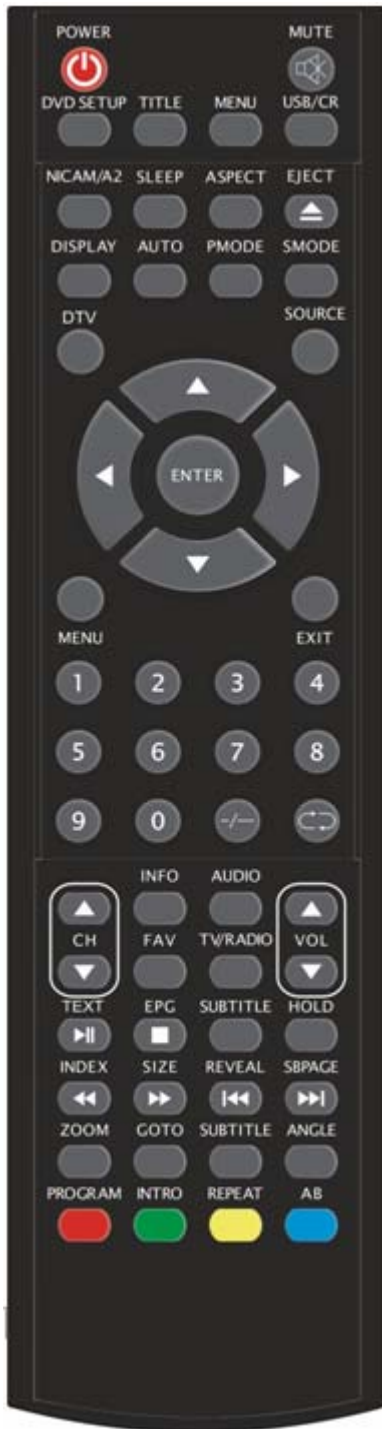 POWER MUTE
DVD SETUP TITLE MENU USB/CR
NICAM/A2 SLEEP ASPECT EJECT
DISPLAY AUTO PMODE SMODE
DTV SOURCE
ENTER
MENU EXIT
1 2 3 4
5 6 7 8
9 0 -/--
INFO AUDIO
CH FAV TV/RADIO VOL
TEXT EPG SUBTITLE HOLD
INDEX SIZE REVEAL SBPAGE
ZOOM GOTO SUBTITLE ANGLE
PROGRAM INTRO REPEAT AB